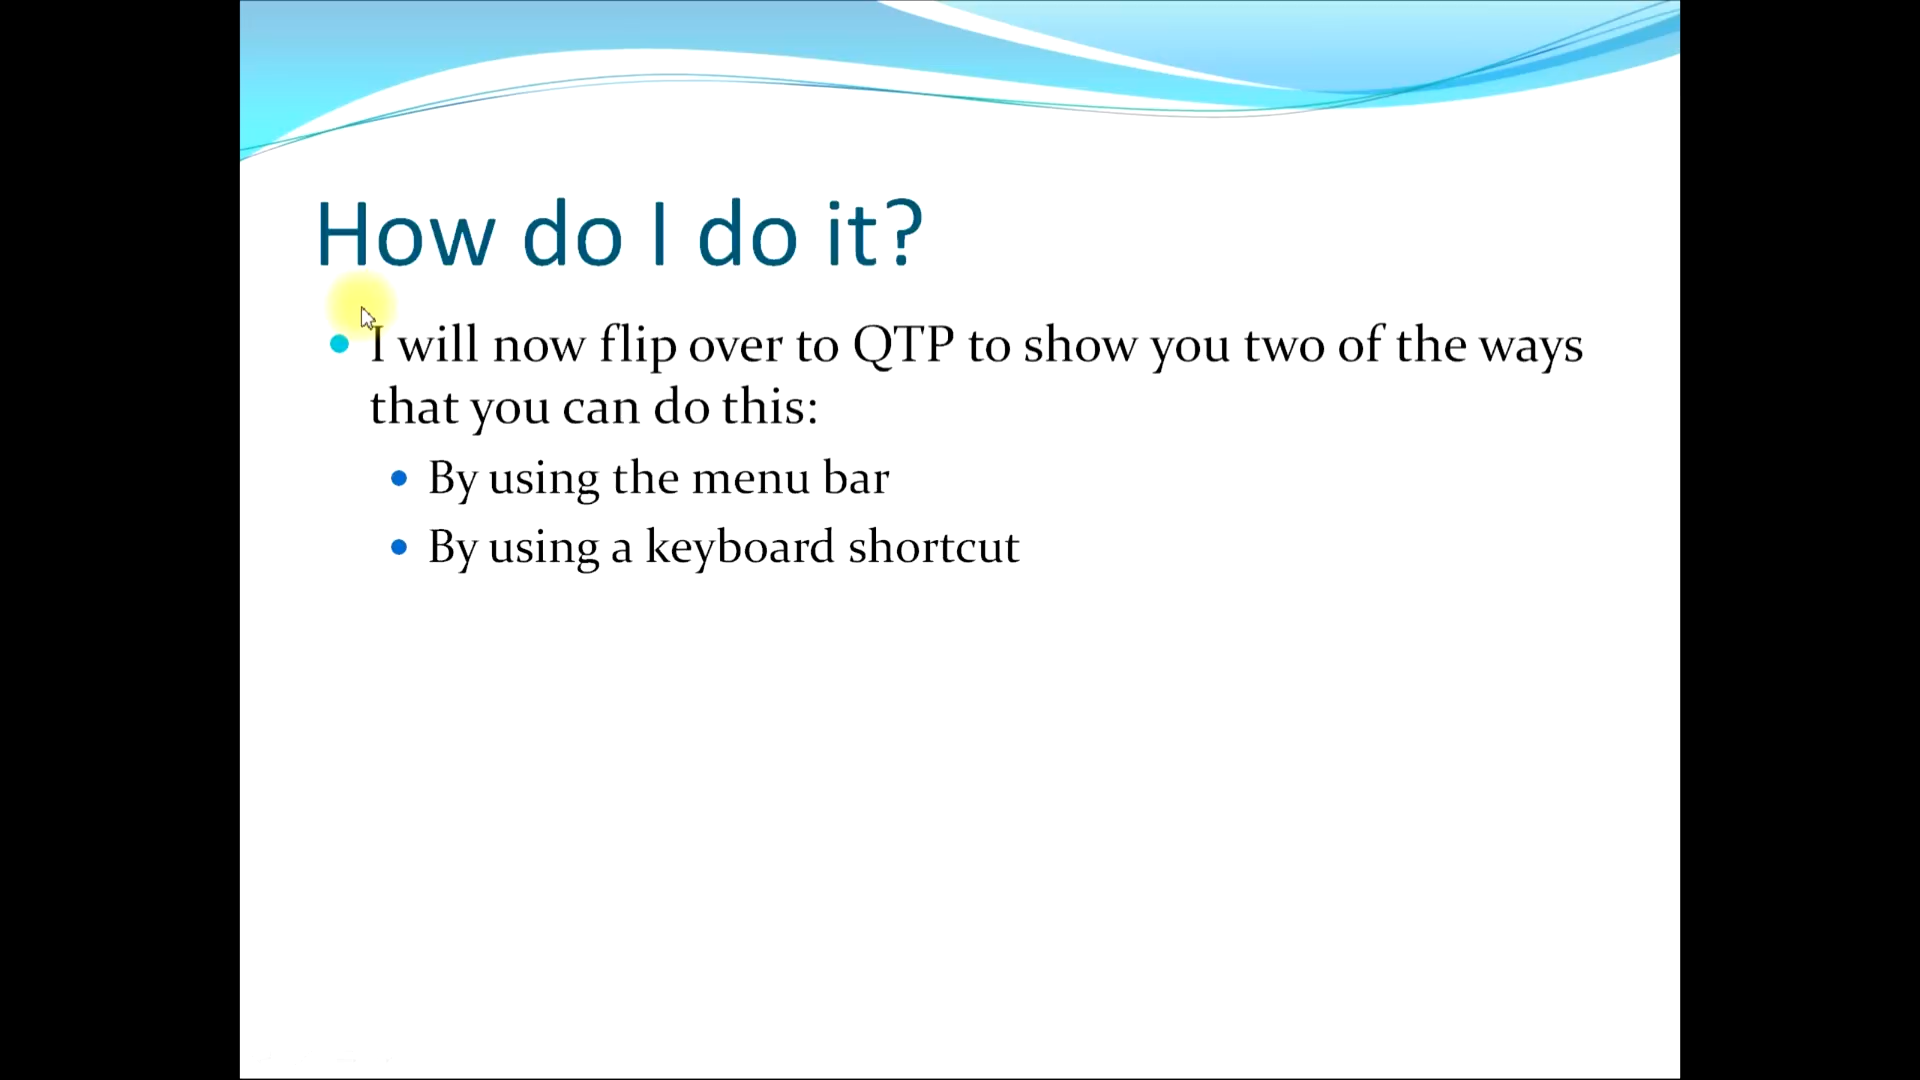 How do I do it?
I will now flip over to QTP to show you two of the ways
that you can do this:
By using the menu bar
By using a keyboard shortcut